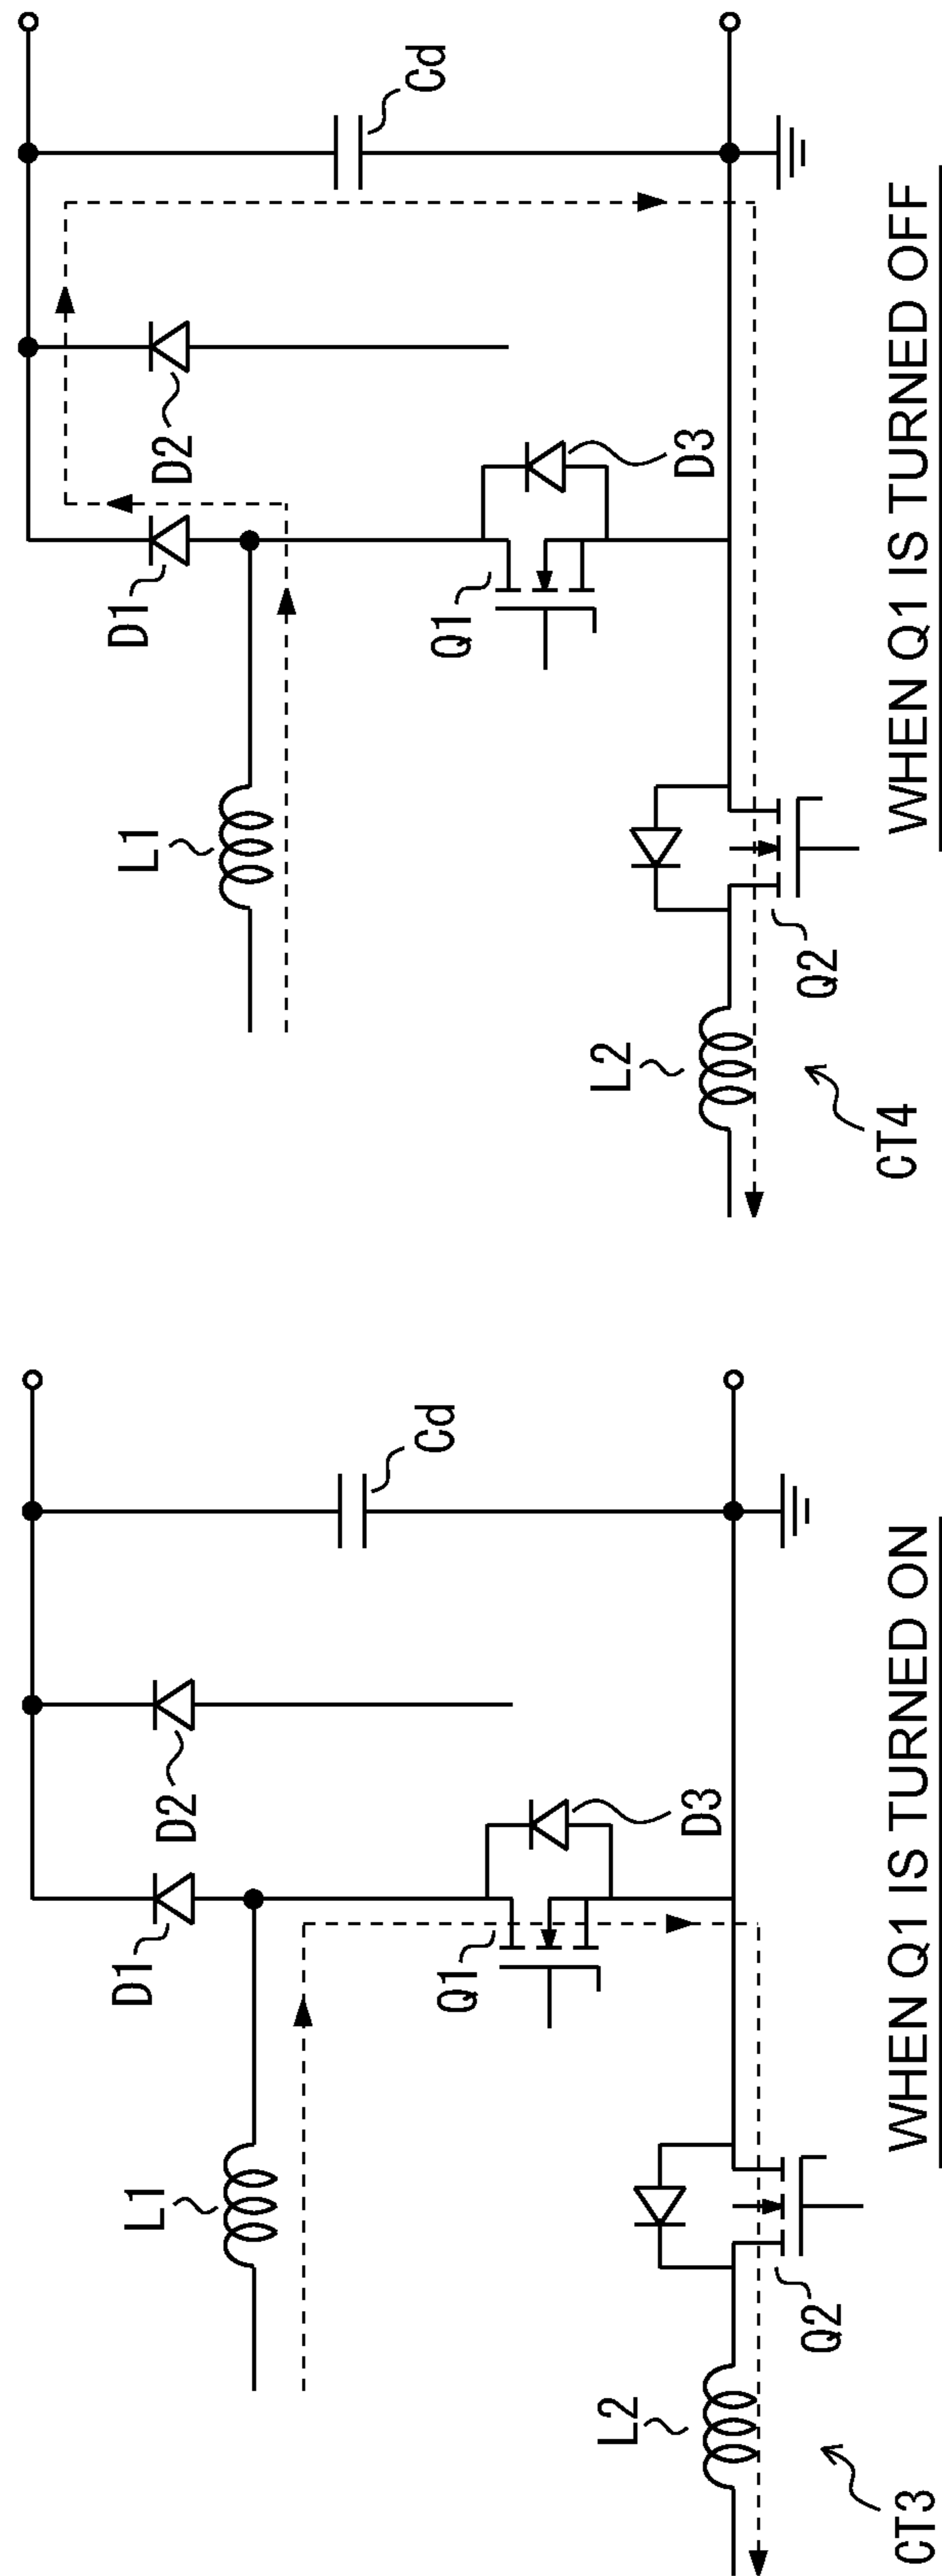 D1
L1
D2
Cd
Q1
L2
D3
Q2
CT3
WHEN Q1 IS TURNED ON
D1
L1
D2
Cd
Q1
L2
D3
Q2
CT4
WHEN Q1 IS TURNED OFF